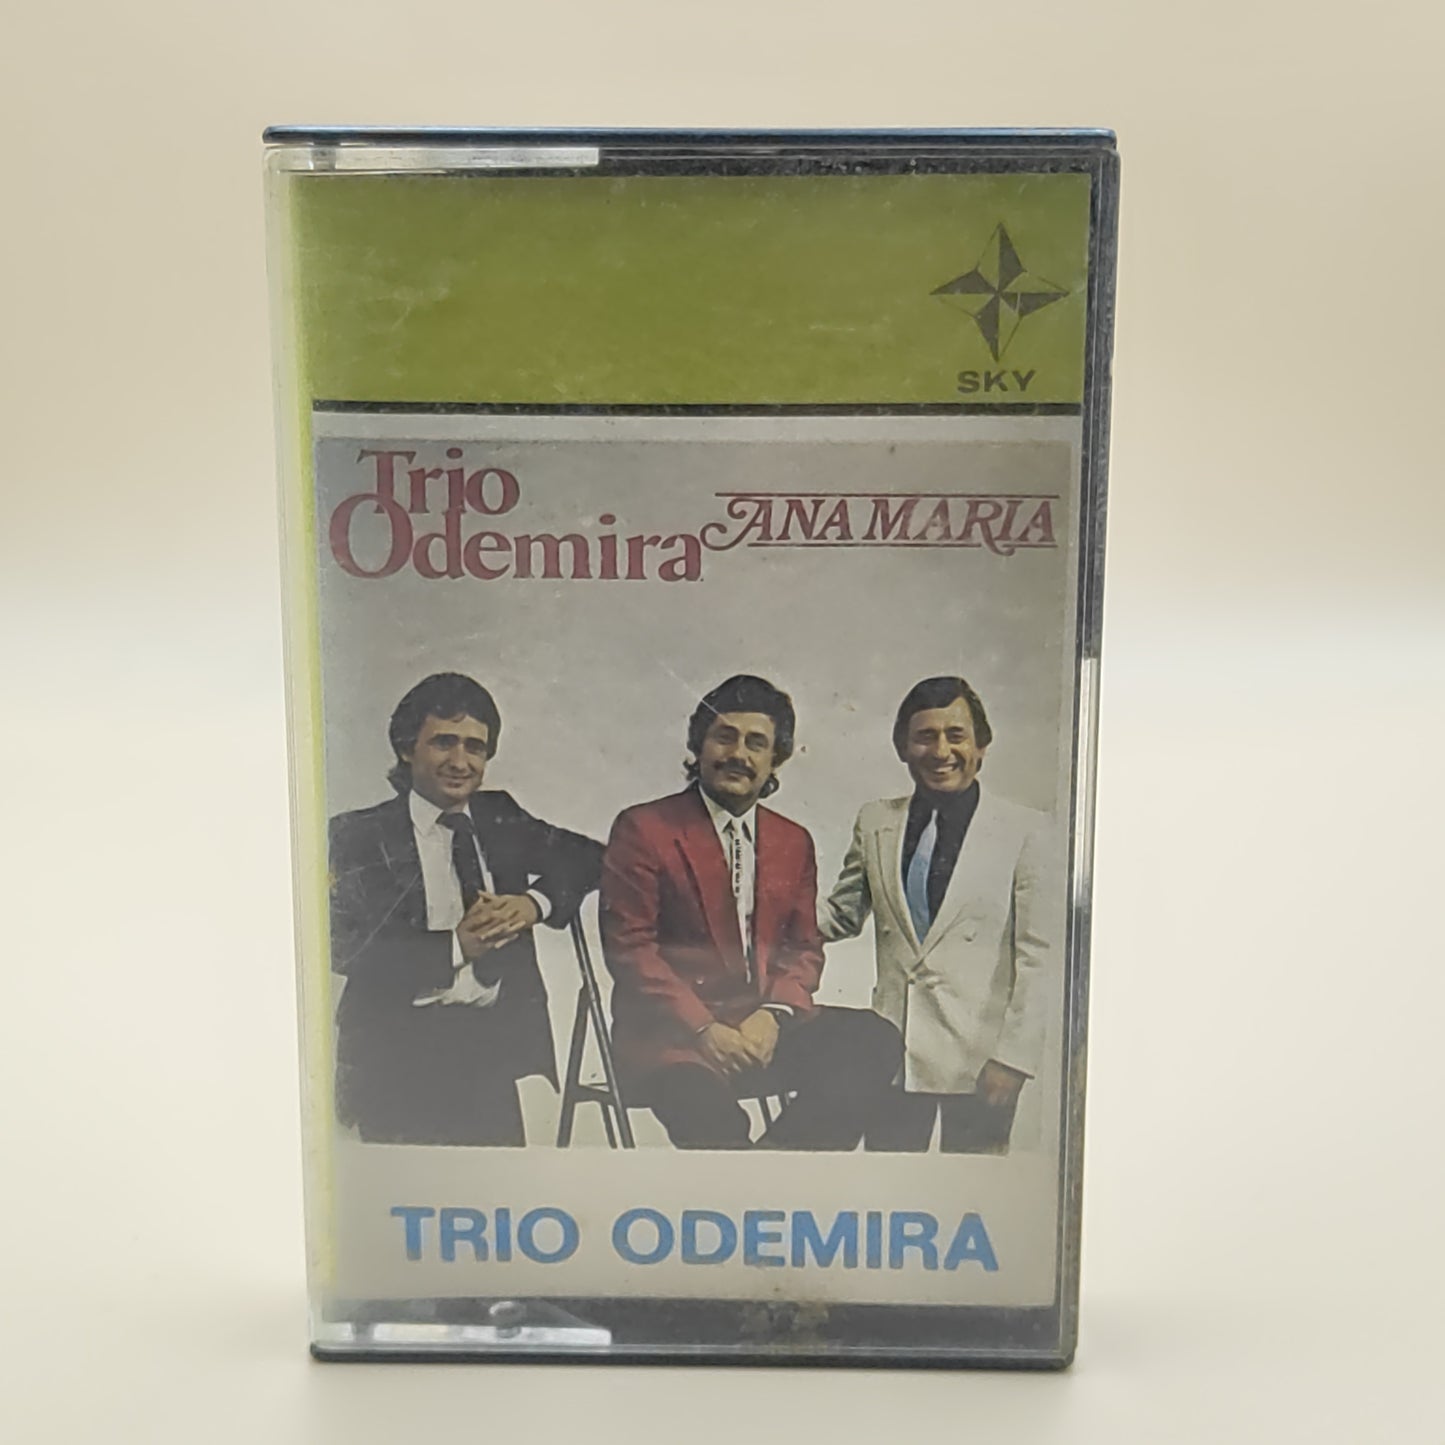 SKY
Trio
Odemira
ANA MARIA
TRIO ODEMIRA